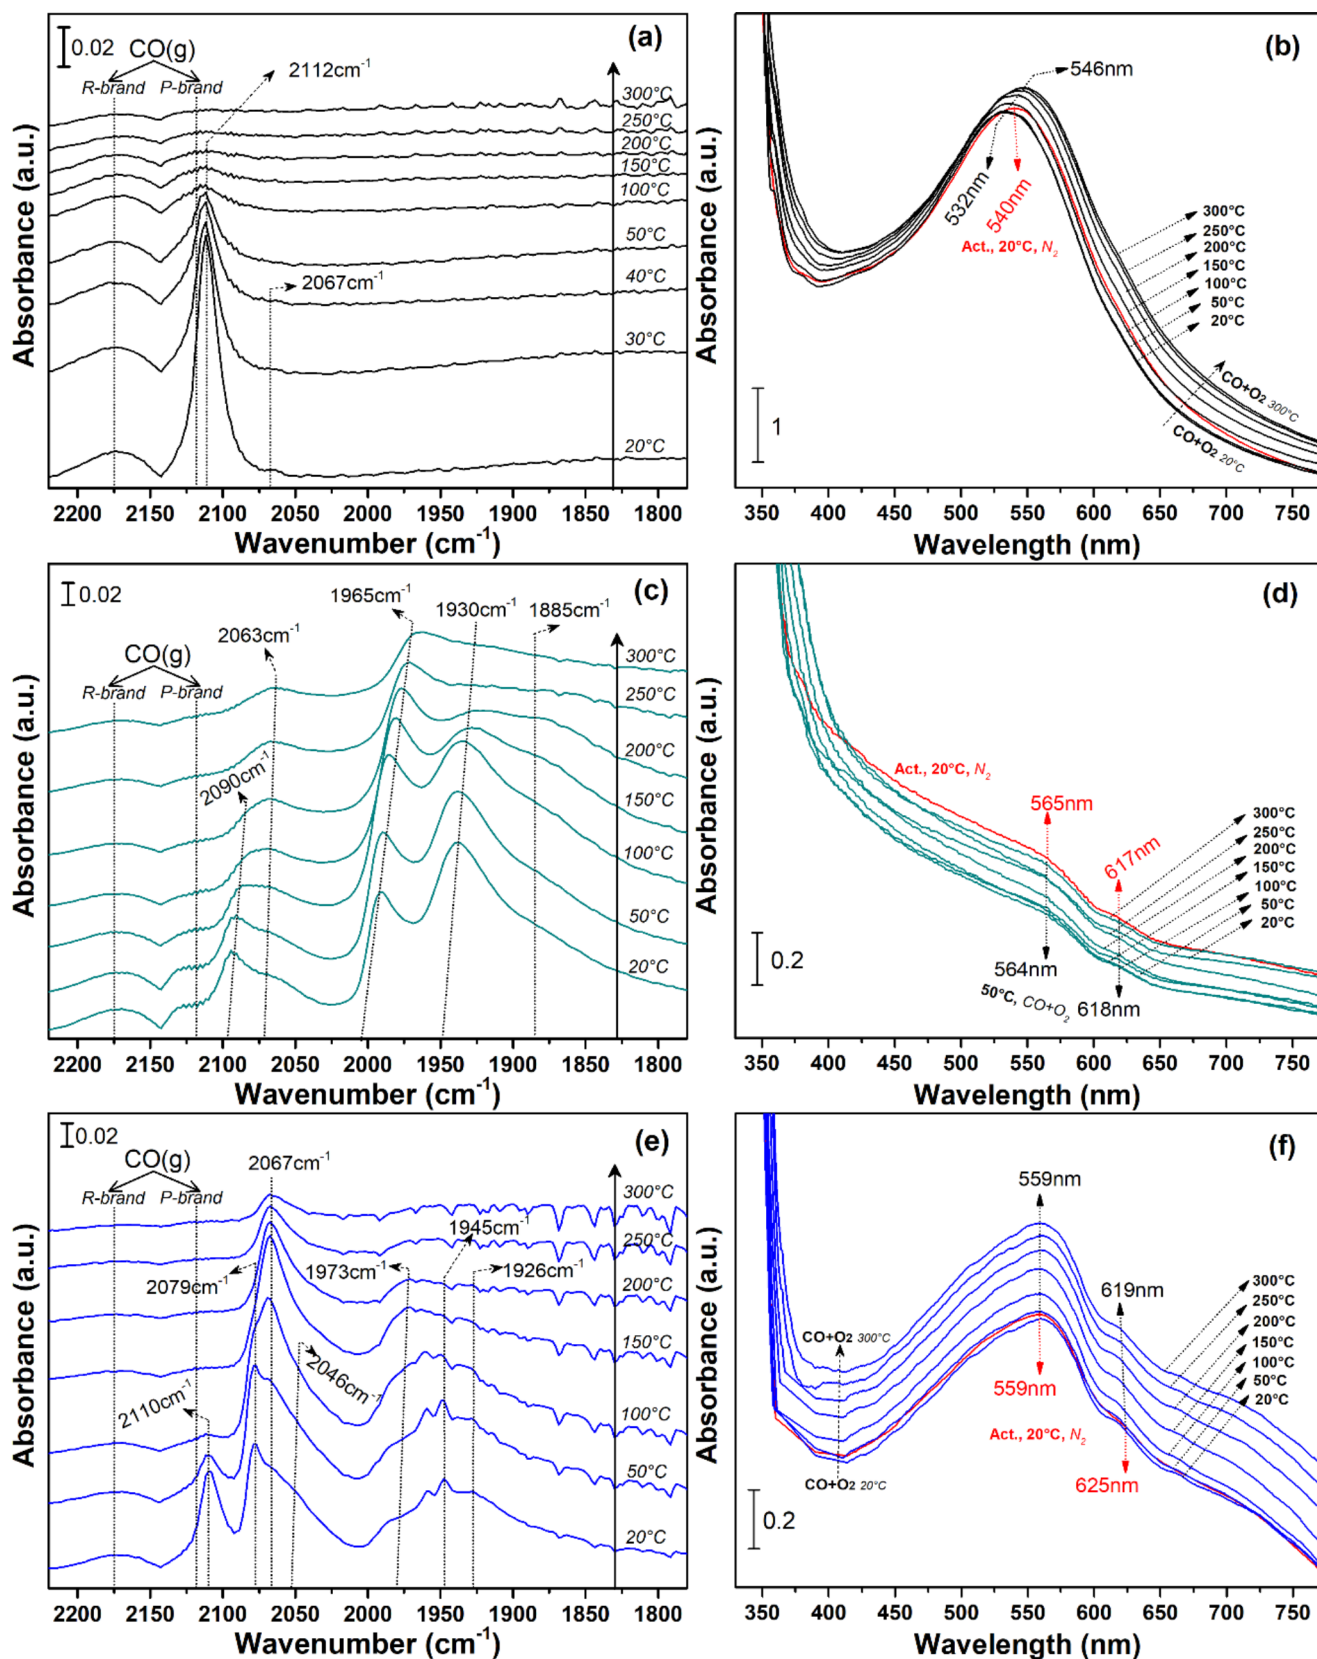 0.02
(a)
CO(g)
R-brand
P-brand
2112cm-1
300°C
250°C
200°C
150°C
100°C
50°C
40°C
30°C
20°C
2067cm-1
Absorbance (a.u.)
2200 2150 2100 2050 2000 1950 1900 1850 1800
Wavenumber (cm-1)
(b)
546nm
532nm
540nm
Act., 20°C, N2
300°C
250°C
200°C
150°C
100°C
50°C
20°C
CO+O2 300°C
CO+O2 20°C
1
Absorbance (a.u.)
350 400 450 500 550 600 650 700 750
Wavelength (nm)
0.02
(c)
1965cm-1
1930cm-1
1885cm-1
2063cm-1
CO(g)
R-brand
P-brand
2090cm-1
300°C
250°C
200°C
150°C
100°C
50°C
20°C
Absorbance (a.u.)
2200 2150 2100 2050 2000 1950 1900 1850 1800
Wavenumber (cm-1)
(d)
Act., 20°C, N2
565nm
617nm
300°C
250°C
200°C
150°C
100°C
50°C
20°C
0.2
564nm
50°C, CO+O2
618nm
Absorbance (a.u.)
350 400 450 500 550 600 650 700 750
Wavelength (nm)
0.02
(e)
CO(g)
R-brand
P-brand
2067cm-1
2079cm-1
1973cm-1
1945cm-1
1926cm-1
2046cm-1
2110cm-1
300°C
250°C
200°C
150°C
100°C
50°C
20°C
Absorbance (a.u.)
2200 2150 2100 2050 2000 1950 1900 1850 1800
Wavenumber (cm-1)
(f)
559nm
619nm
CO+O2 300°C
CO+O2 20°C
559nm
Act., 20°C, N2
625nm
300°C
250°C
200°C
150°C
100°C
50°C
20°C
0.2
Absorbance (a.u.)
350 400 450 500 550 600 650 700 750
Wavelength (nm)